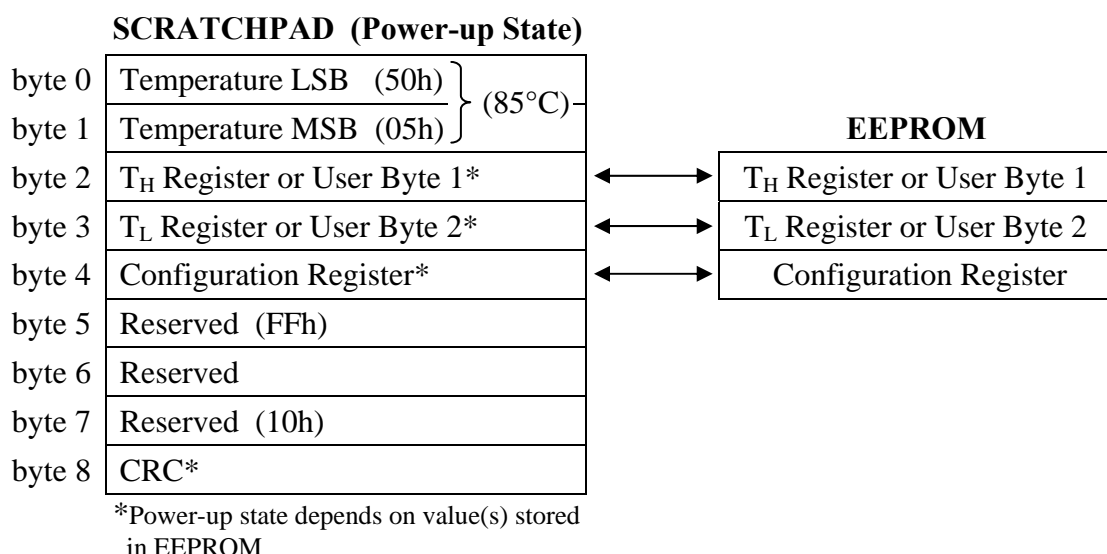 SCRATCHPAD (Power-up State)
byte 0 Temperature LSB (50h)
(85°C)
byte 1 Temperature MSB (05h)
EEPROM
byte 2 TH Register or User Byte 1* TH Register or User Byte 1
byte 3 TL Register or User Byte 2* TL Register or User Byte 2
byte 4 Configuration Register* Configuration Register
byte 5 Reserved (FFh)
byte 6 Reserved
byte 7 Reserved (10h)
byte 8 CRC*
*Power-up state depends on value(s) stored
in EEPROM